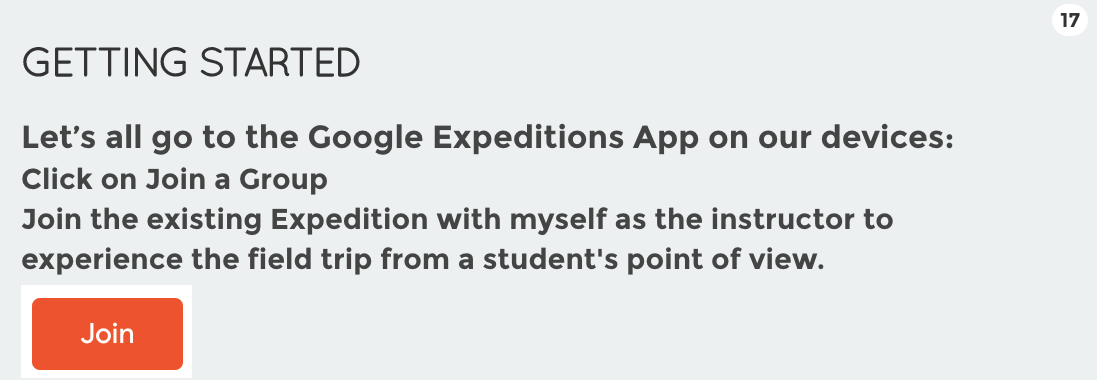 17
GETTING STARTED
Let’s all go to the Google Expeditions App on our devices:
Click on Join a Group
Join the existing Expedition with myself as the instructor to
experience the field trip from a student's point of view.
Join